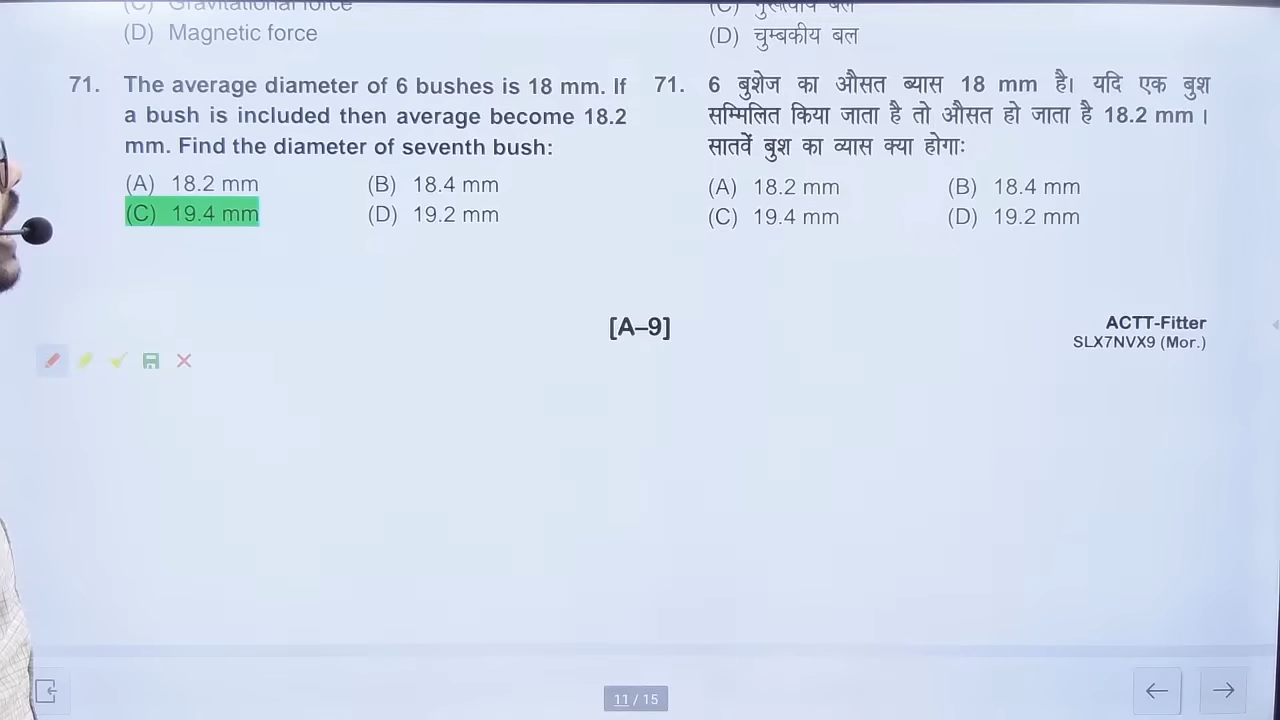 (C) Gravitational force
(D) Magnetic force
71. The average diameter of 6 bushes is 18 mm. If
a bush is included then average become 18.2
mm. Find the diameter of seventh bush:
(A) 18.2 mm (B) 18.4 mm
(C) 19.4 mm (D) 19.2 mm
(C) गुरुत्वीय बल
(D) चुम्बकीय बल
71. 6 बुशेज का औसत ब्यास 18 mm है। यदि एक बुश
सम्मिलित किया जाता है तो औसत हो जाता है 18.2 mm ।
सातवें बुश का व्यास क्या होगाः
(A) 18.2 mm (B) 18.4 mm
(C) 19.4 mm (D) 19.2 mm
[A–9]
ACTT-Fitter
SLX7NVX9 (Mor.)
11 / 15